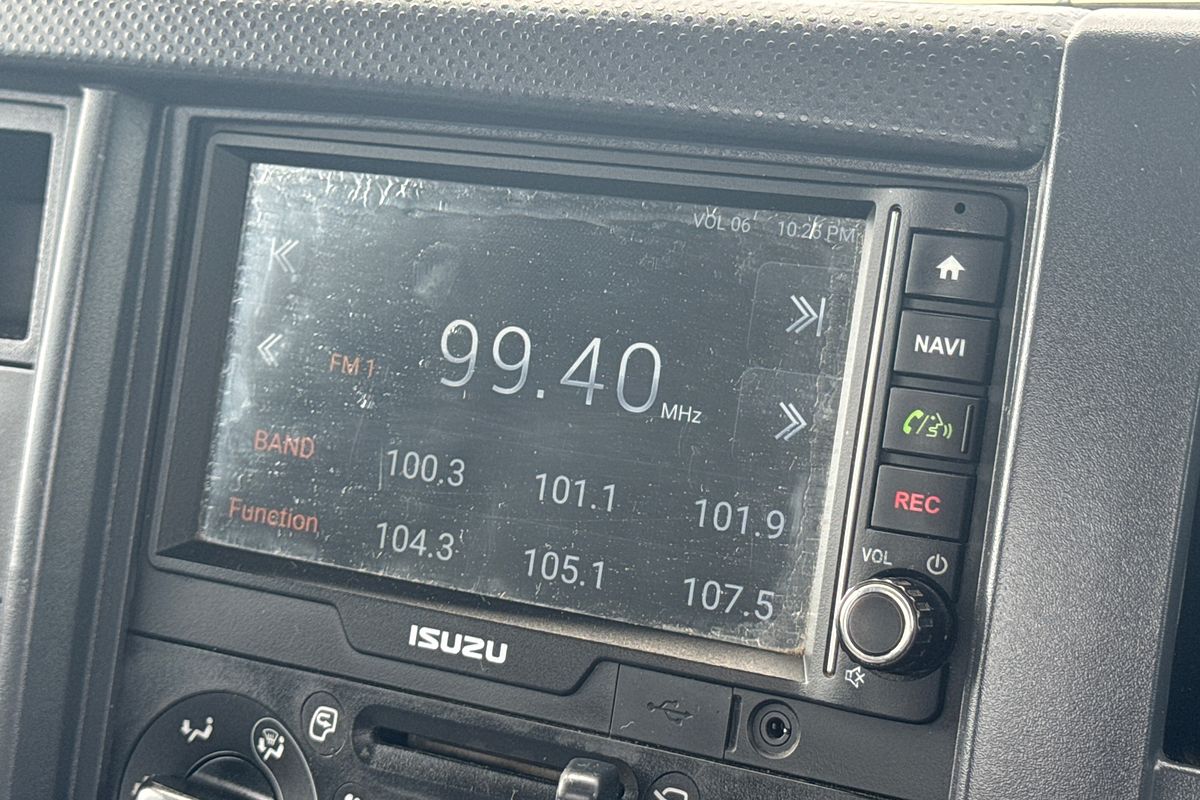 VOL 06 10:25 PM
99.40 MHz
FM 1
BAND
100.3 101.1 101.9
Function
104.3 105.1 107.5
NAVI
REC
VOL
ISUZU